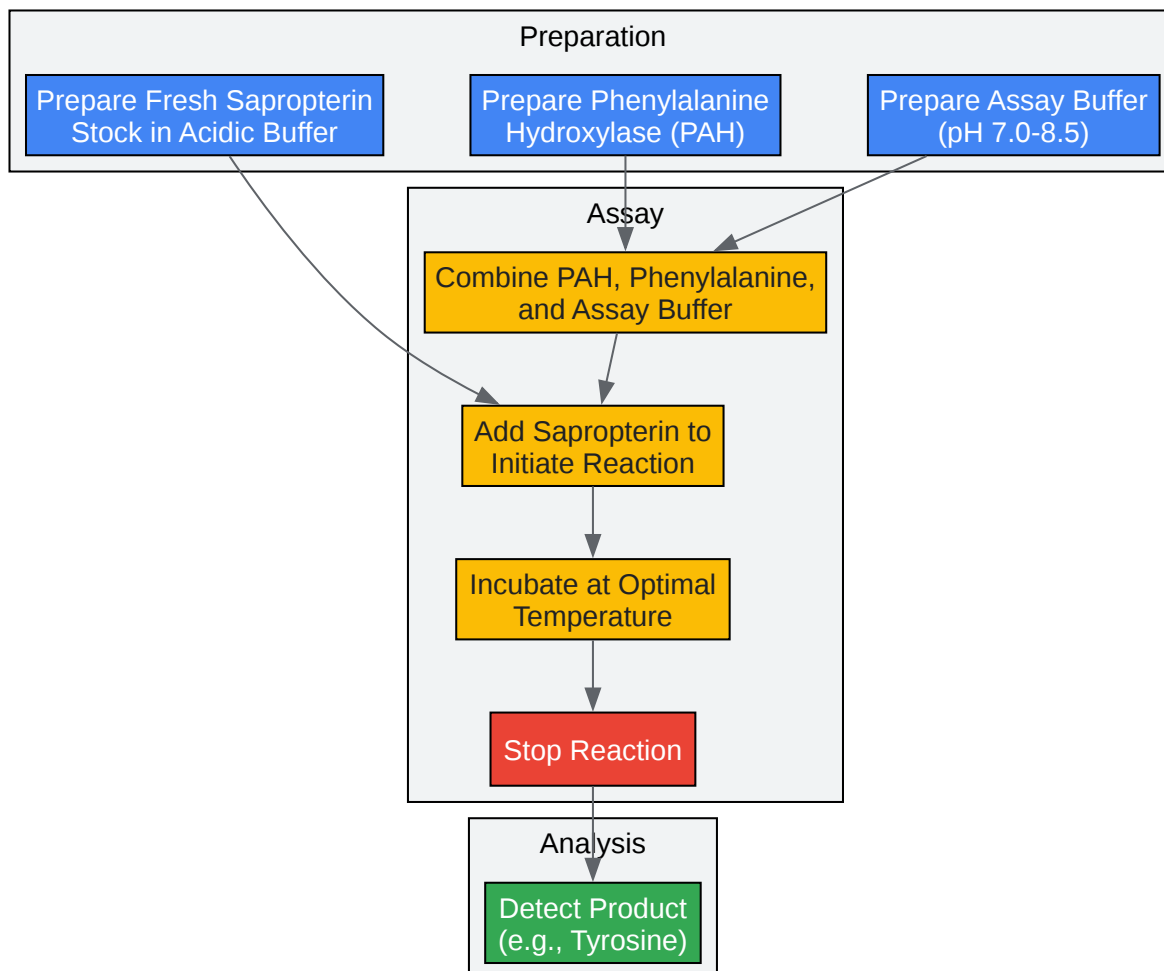 Preparation
Prepare Fresh Sapropterin
Stock in Acidic Buffer
Prepare Phenylalanine
Hydroxylase (PAH)
Prepare Assay Buffer
(pH 7.0-8.5)
Assay
Combine PAH, Phenylalanine,
and Assay Buffer
Add Sapropterin to
Initiate Reaction
Incubate at Optimal
Temperature
Stop Reaction
Analysis
Detect Product
(e.g., Tyrosine)